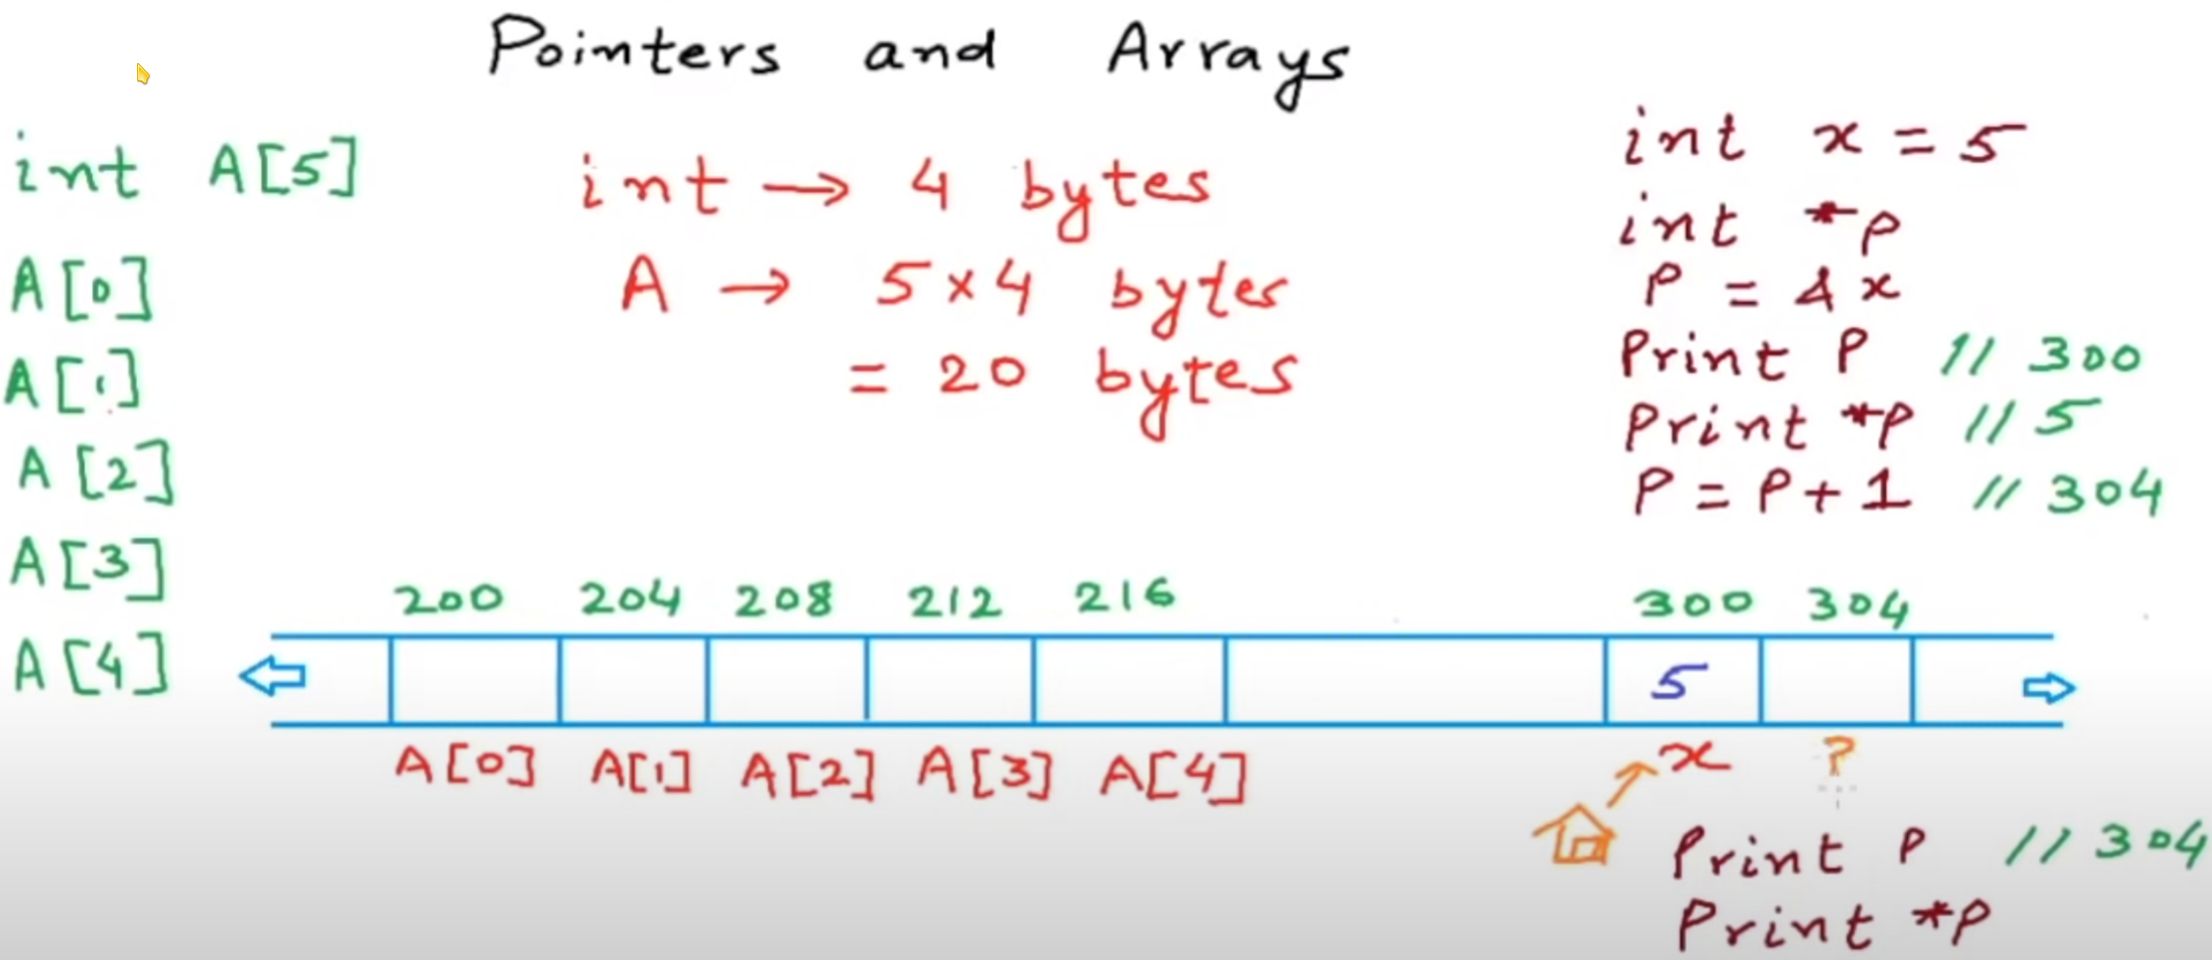 Pointers and Arrays
int A[5]
A[0]
A[1]
A[2]
A[3]
A[4]
int → 4 bytes
A → 5 × 4 bytes
= 20 bytes
int x = 5
int *p
P = &x
Print P // 300
Print *P // 5
P = P + 1 // 304
200 204 208 212 216 300 304
5
A[0] A[1] A[2] A[3] A[4] x ?
Print P // 304
Print *P